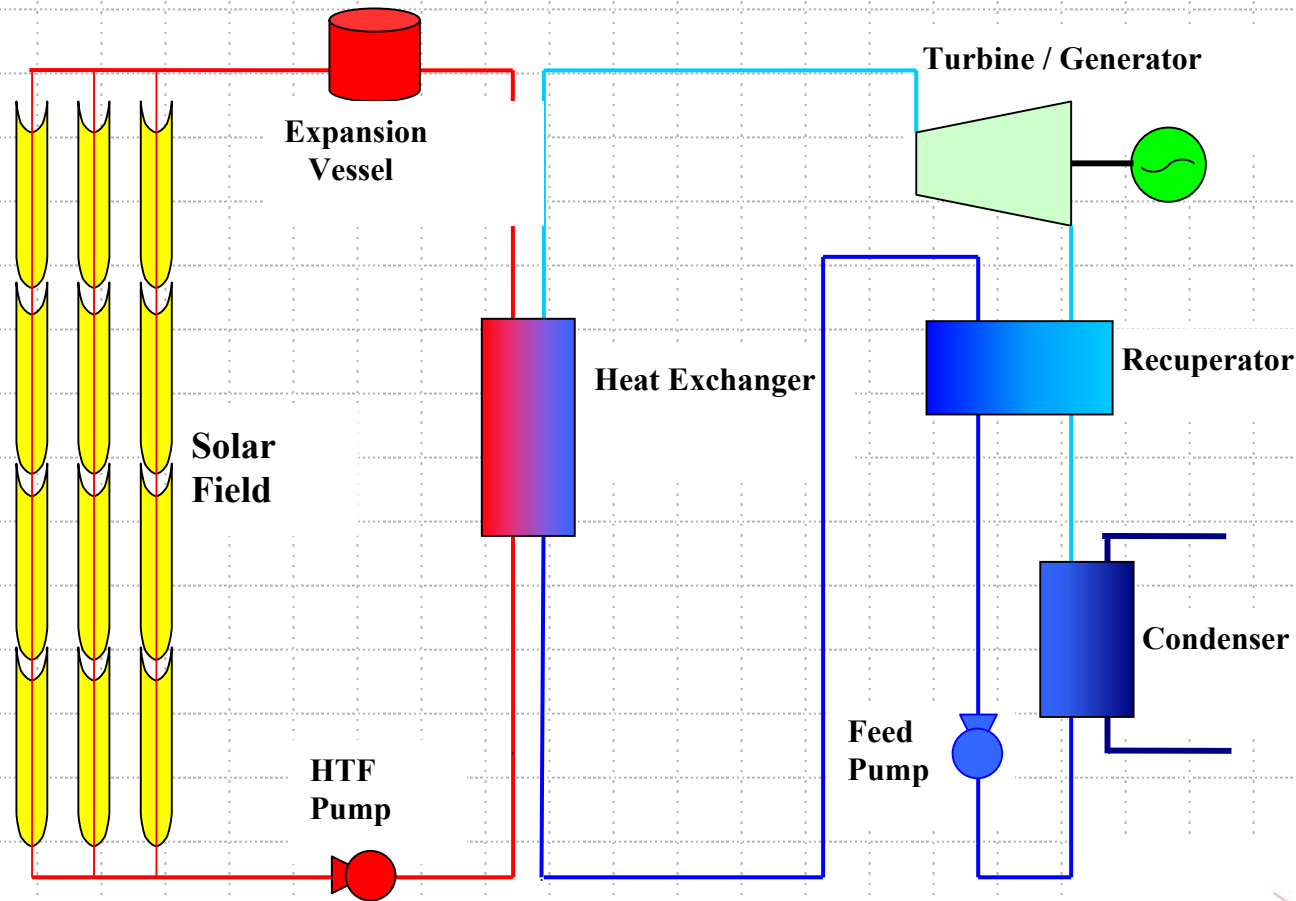 Turbine / Generator
Expansion
Vessel
Recuperator
Heat Exchanger
Solar
Field
Condenser
Feed
Pump
HTF
Pump